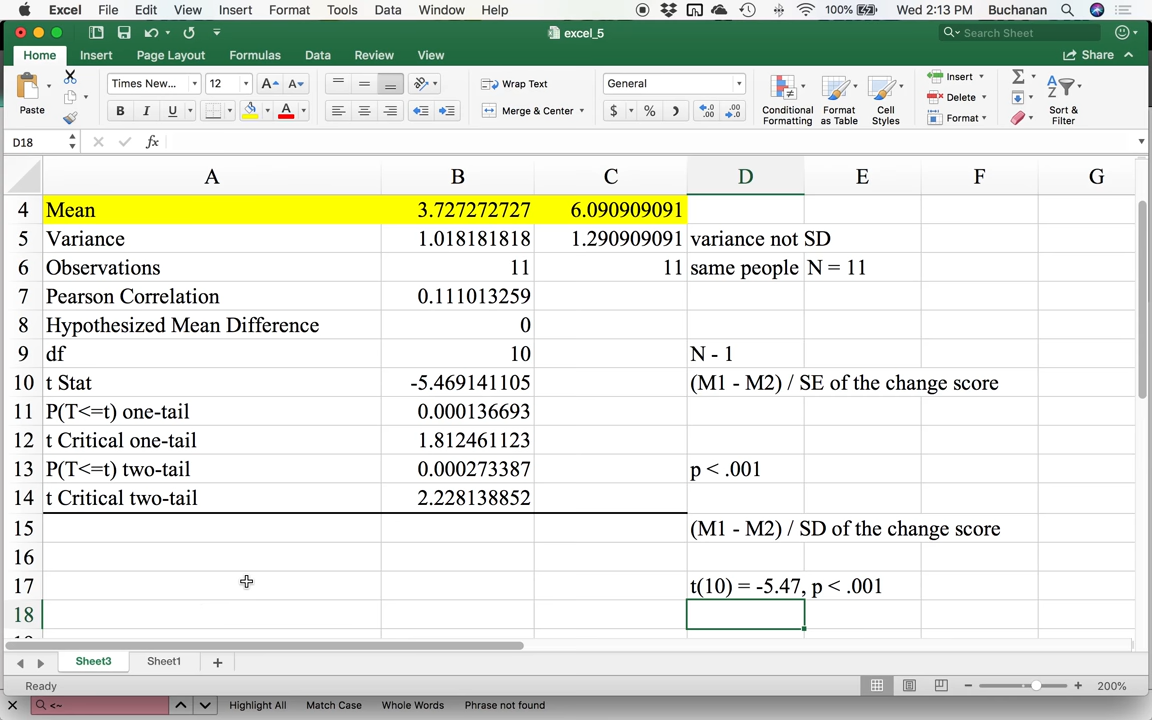 Excel File Edit View Insert Format Tools Data Window Help 100% Wed 2:13 PM Buchanan
excel_5 Search Sheet
Home Insert Page Layout Formulas Data Review View Share
Paste Times New... 12 A A Wrap Text General Conditional Formatting Format as Table Cell Styles Insert Sort & Filter
B I U A Merge & Center $ % Delete
Format
D18 fx
A B C D E F G
4 Mean 3.727272727 6.090909091
5 Variance 1.018181818 1.290909091 variance not SD
6 Observations 11 11 same people N = 11
7 Pearson Correlation 0.111013259
8 Hypothesized Mean Difference 0
9 df 10 N - 1
10 t Stat -5.469141105 (M1 - M2) / SE of the change score
11 P(T<=t) one-tail 0.000136693
12 t Critical one-tail 1.812461123
13 P(T<=t) two-tail 0.000273387 p < .001
14 t Critical two-tail 2.228138852
15 (M1 - M2) / SD of the change score
16
17 t(10) = -5.47, p < .001
18
Sheet3 Sheet1 +
Ready 200%
<~ Highlight All Match Case Whole Words Phrase not found